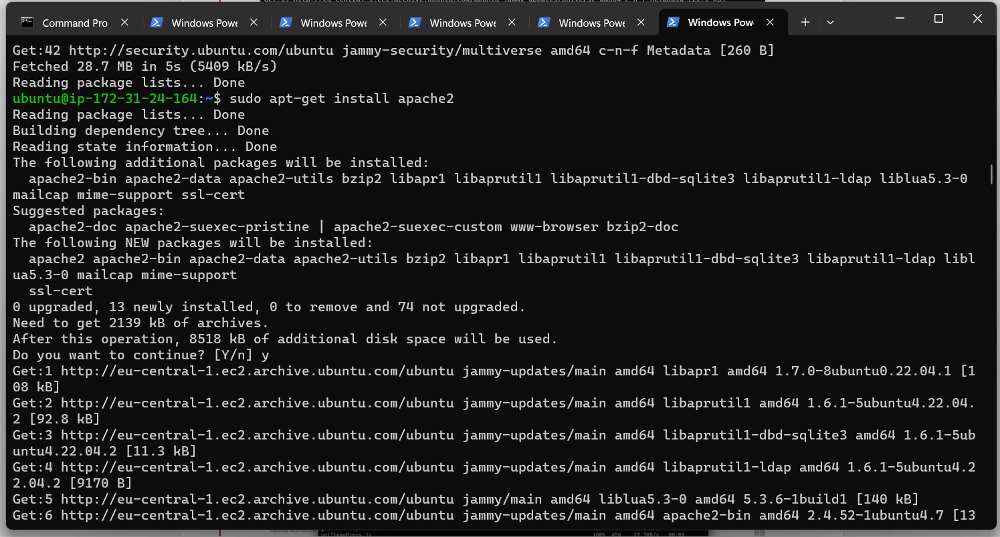 Command Pro
Windows Powe
Windows Powe
Windows Powe
Windows Powe
Windows Pow
Get:42 http://security.ubuntu.com/ubuntu jammy-security/multiverse amd64 c-n-f Metadata [260 B]
Fetched 28.7 MB in 5s (5409 kB/s)
Reading package lists... Done
ubuntu@ip-172-31-24-164:~$ sudo apt-get install apache2
Reading package lists... Done
Building dependency tree... Done
Reading state information... Done
The following additional packages will be installed:
  apache2-bin apache2-data apache2-utils bzip2 libapr1 libaprutil1 libaprutil1-dbd-sqlite3 libaprutil1-ldap liblua5.3-0
mailcap mime-support ssl-cert
Suggested packages:
  apache2-doc apache2-suexec-pristine | apache2-suexec-custom www-browser bzip2-doc
The following NEW packages will be installed:
  apache2 apache2-bin apache2-data apache2-utils bzip2 libapr1 libaprutil1 libaprutil1-dbd-sqlite3 libaprutil1-ldap libl
ua5.3-0 mailcap mime-support
  ssl-cert
0 upgraded, 13 newly installed, 0 to remove and 74 not upgraded.
Need to get 2139 kB of archives.
After this operation, 8518 kB of additional disk space will be used.
Do you want to continue? [Y/n] y
Get:1 http://eu-central-1.ec2.archive.ubuntu.com/ubuntu jammy-updates/main amd64 libapr1 amd64 1.7.0-8ubuntu0.22.04.1 [1
08 kB]
Get:2 http://eu-central-1.ec2.archive.ubuntu.com/ubuntu jammy-updates/main amd64 libaprutil1 amd64 1.6.1-5ubuntu4.22.04.
2 [92.8 kB]
Get:3 http://eu-central-1.ec2.archive.ubuntu.com/ubuntu jammy-updates/main amd64 libaprutil1-dbd-sqlite3 amd64 1.6.1-5ub
untu4.22.04.2 [11.3 kB]
Get:4 http://eu-central-1.ec2.archive.ubuntu.com/ubuntu jammy-updates/main amd64 libaprutil1-ldap amd64 1.6.1-5ubuntu4.2
2.04.2 [9170 B]
Get:5 http://eu-central-1.ec2.archive.ubuntu.com/ubuntu jammy/main amd64 liblua5.3-0 amd64 5.3.6-1build1 [140 kB]
Get:6 http://eu-central-1.ec2.archive.ubuntu.com/ubuntu jammy-updates/main amd64 apache2-bin amd64 2.4.52-1ubuntu4.7 [13
getThemeProps.js 100% 456 27.7KB/s 00:00